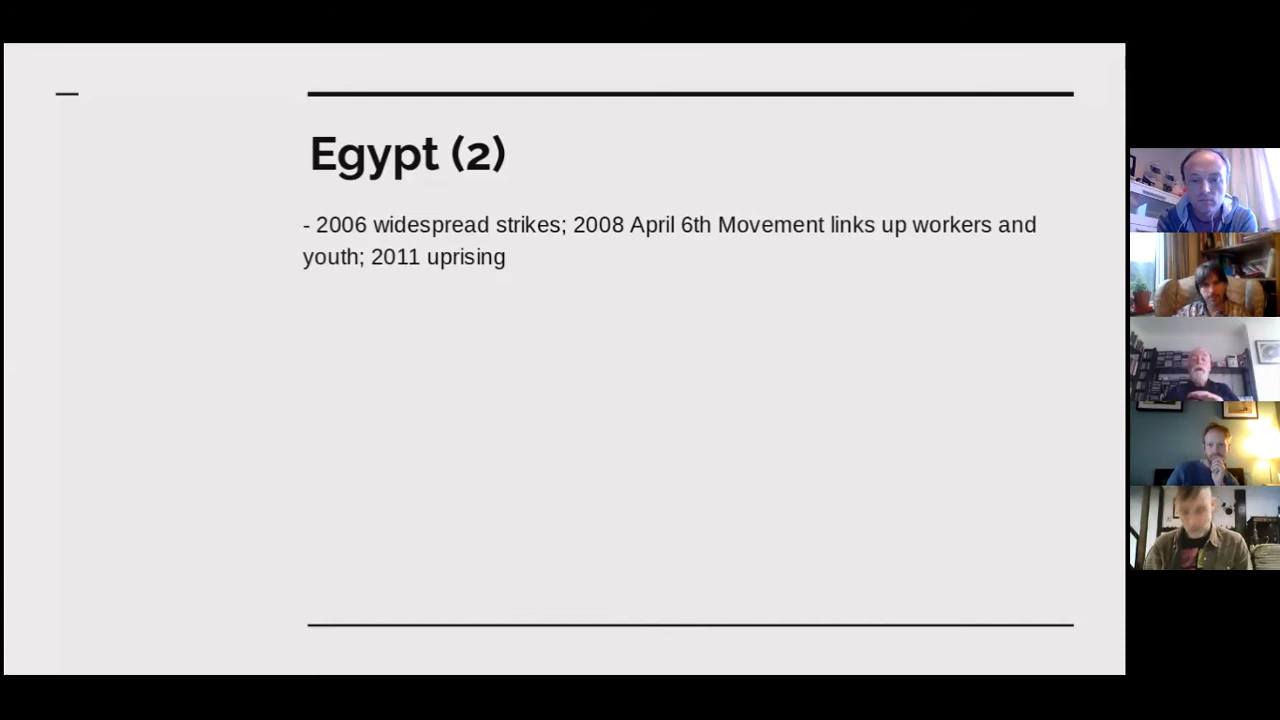 Egypt (2)
- 2006 widespread strikes; 2008 April 6th Movement links up workers and
youth; 2011 uprising